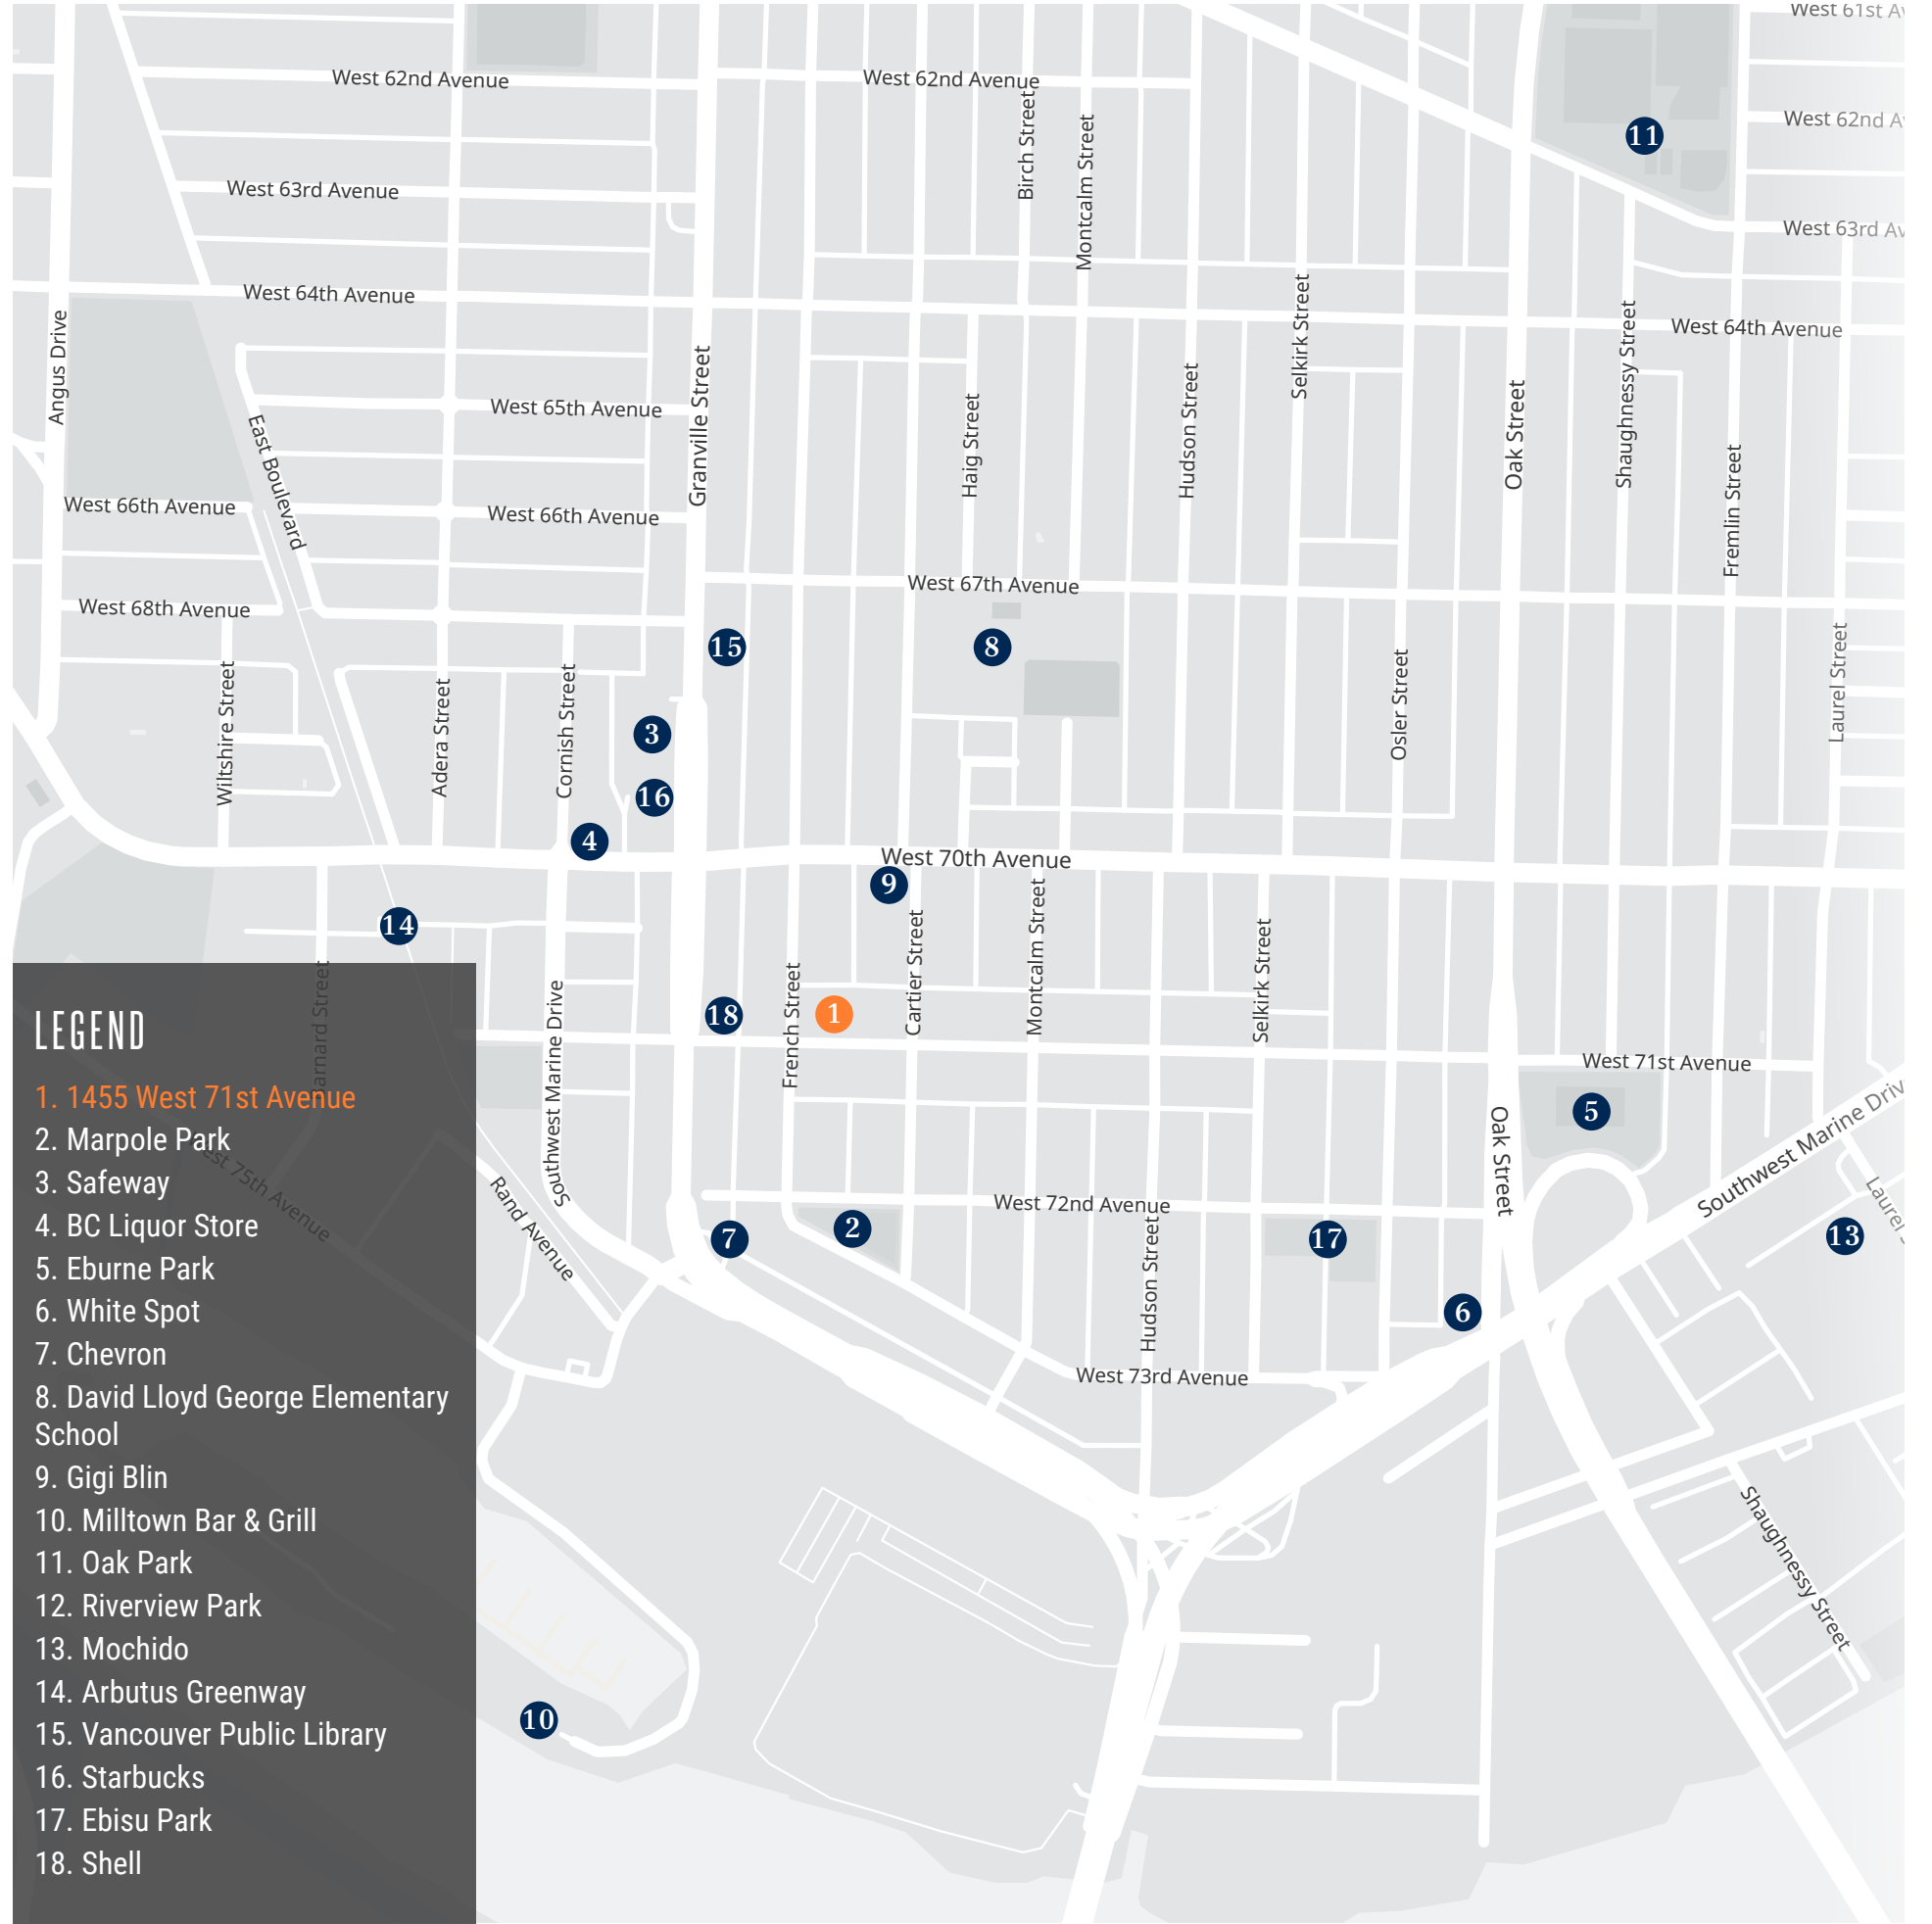 West 61st Av
West 62nd Avenue
West 62nd Avenue
West 62nd A
Birch Street
Montcalm Street
11
West 63rd Avenue
West 63rd Av
West 64th Avenue
West 64th Avenue
Angus Drive
Granville Street
Selkirk Street
Shaughnessy Street
Hudson Street
Oak Street
Haig Street
West 65th Avenue
East Boulevard
Fremlin Street
West 66th Avenue
West 66th Avenue
West 67th Avenue
West 68th Avenue
15
8
Laurel Street
Wiltshire Street
Adera Street
Cornish Street
Osler Street
3
16
4
West 70th Avenue
9
14
Cartier Street
Montcalm Street
Selkirk Street
French Street
Southwest Marine Drive
18
1
West 71st Avenue
5
Oak Street
Southwest Marine Driv
Barnard Street
West 75th Avenue
Rand Avenue
West 72nd Avenue
Laurel S
7
2
Hudson Street
17
13
6
West 73rd Avenue
Shaughnessy Street
10
LEGEND
1. 1455 West 71st Avenue
2. Marpole Park
3. Safeway
4. BC Liquor Store
5. Eburne Park
6. White Spot
7. Chevron
8. David Lloyd George Elementary
School
9. Gigi Blin
10. Milltown Bar & Grill
11. Oak Park
12. Riverview Park
13. Mochido
14. Arbutus Greenway
15. Vancouver Public Library
16. Starbucks
17. Ebisu Park
18. Shell